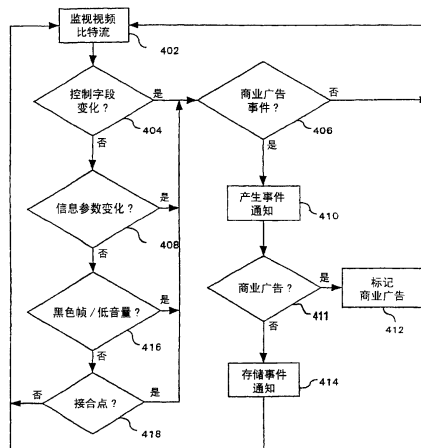 监视视频
比特流
402
控制字段
变化？
404
是
否
商业广告
事件？
406
否
是
信息参数变化？
408
是
否
产生事件
通知
410
黑色帧/低音量？
416
是
否
商业广告？
411
是
否
标记
商业广告
412
接合点？
418
否
是
存储事件
通知
414